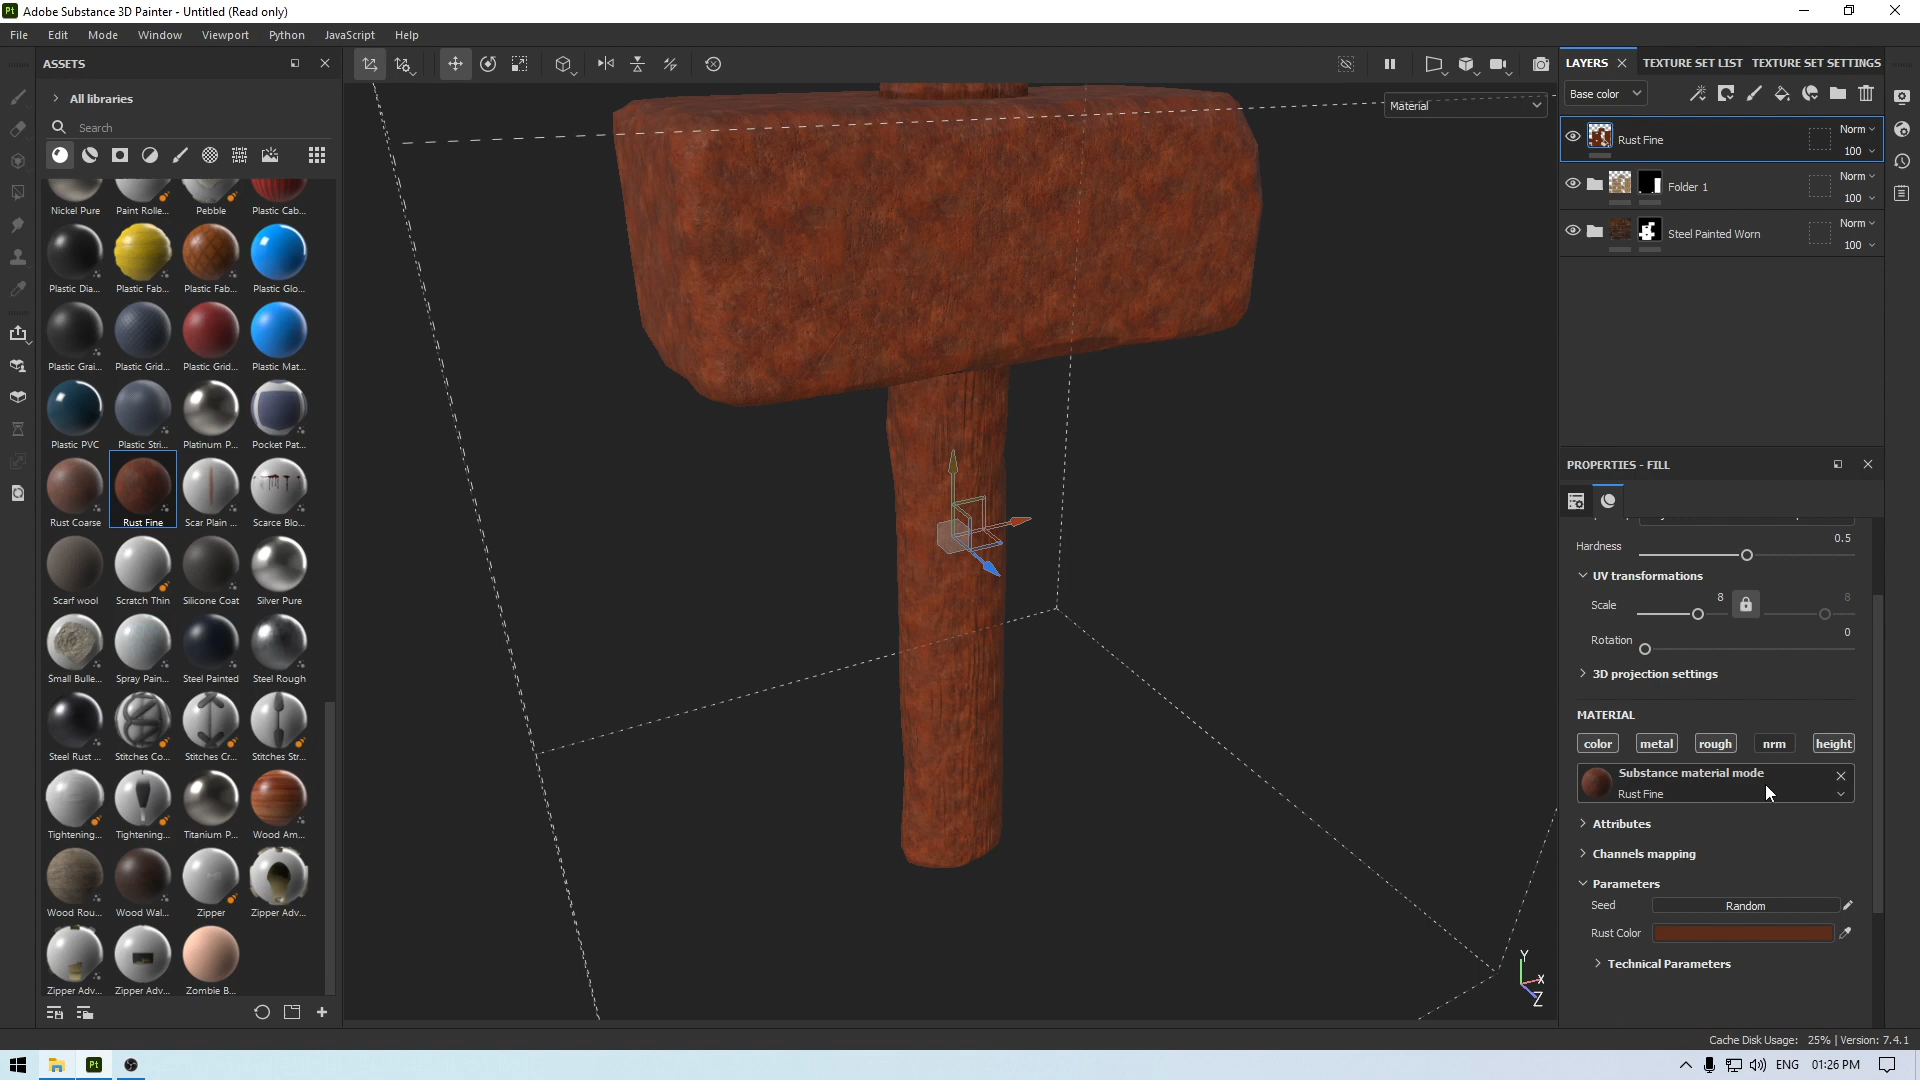 Pt Adobe Substance 3D Painter - Untitled (Read only)
File Edit Mode Window Viewport Python JavaScript Help
ASSETS
All libraries
Search
Nickel Pure Paint Rolle... Pebble Plastic Cab...
Plastic Dia... Plastic Fab... Plastic Fab... Plastic Glo...
Plastic Grai... Plastic Grid... Plastic Grid... Plastic Mat...
Plastic PVC Plastic Stri... Platinum P... Pocket Pat...
Rust Coarse Rust Fine Scar Plain ... Scarce Blo...
Scarf wool Scratch Thin Silicone Coat Silver Pure
Small Bulle... Spray Pain... Steel Painted Steel Rough
Steel Rust ... Stitches Co... Stitches Cr... Stitches Str...
Tightening... Tightening... Titanium P... Wood Am...
Wood Rou... Wood Wal... Zipper Zipper Adv...
Zipper Adv... Zipper Adv... Zombie B...
Material
Y
X
Z
LAYERS TEXTURE SET LIST TEXTURE SET SETTINGS
Base color
Rust Fine Norm
100
Folder 1 Norm
100
Steel Painted Worn Norm
100
PROPERTIES - FILL
Hardness 0.5
UV transformations
Scale 8 8
Rotation 0
3D projection settings
MATERIAL
color metal rough nrm height
Substance material mode
Rust Fine
Attributes
Channels mapping
Parameters
Seed Random
Rust Color
Technical Parameters
Cache Disk Usage: 25% | Version: 7.4.1
Pt ENG 01:26 PM